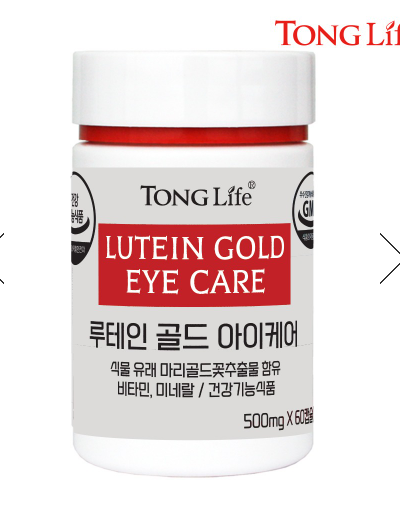 TONG Life
TONG Life®
LUTEIN GOLD
EYE CARE
루테인 골드 아이케어
식물 유래 마리골드꽃추출물 함유
비타민, 미네랄 / 건강기능식품
500mg X 60캡슐
GM